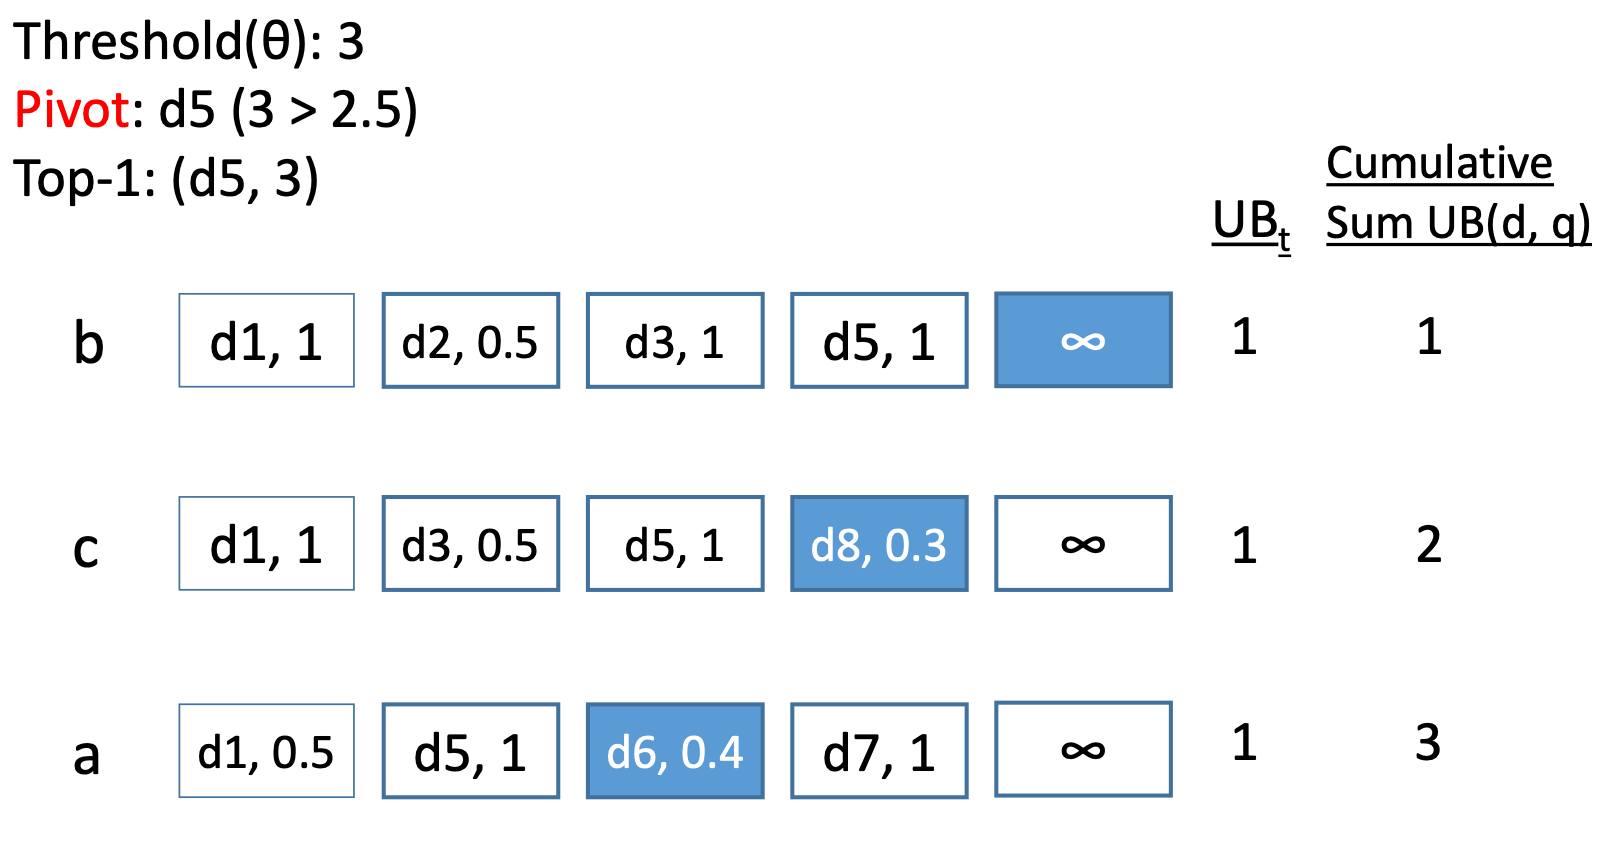 Threshold(θ): 3
Pivot: d5 (3 > 2.5)
Top-1: (d5, 3)
UBt
Cumulative
Sum UB(d, q)
b d1, 1 d2, 0.5 d3, 1 d5, 1 ∞ 1 1
c d1, 1 d3, 0.5 d5, 1 d8, 0.3 ∞ 1 2
a d1, 0.5 d5, 1 d6, 0.4 d7, 1 ∞ 1 3